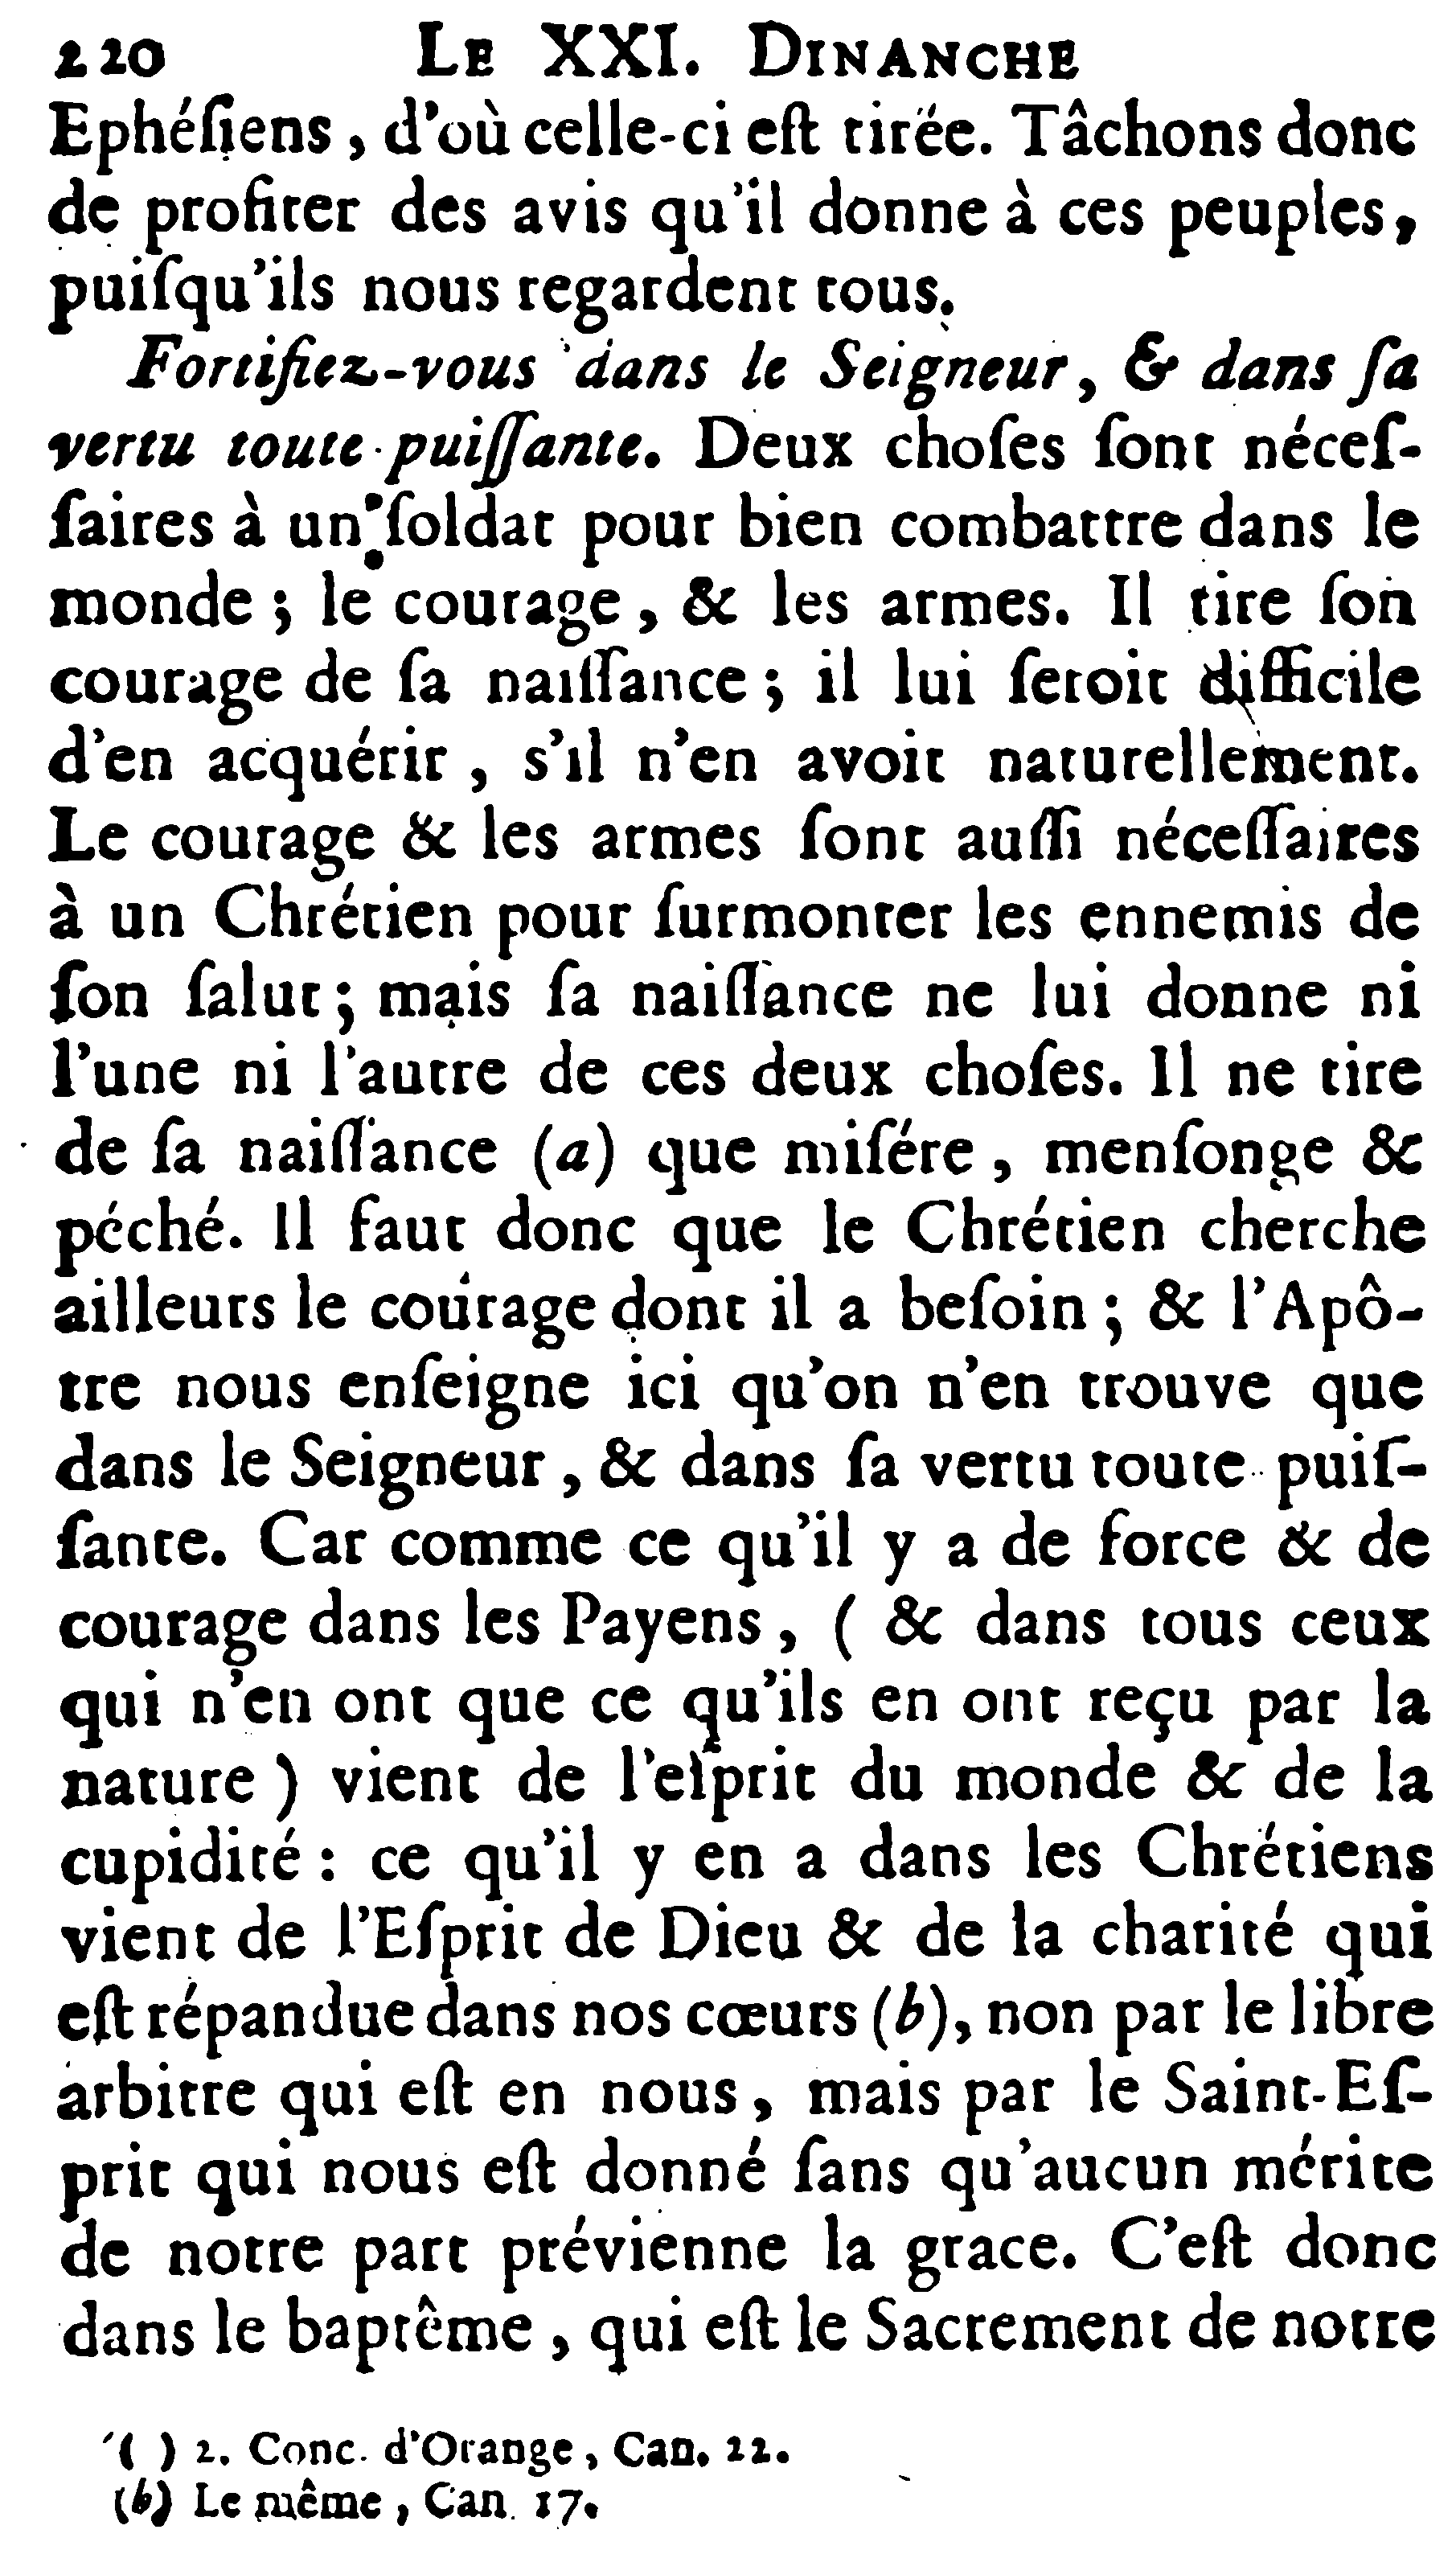 220 LE XXI. DINANCHE
Ephéſiens, d'où celle-ci eſt tirée. Tâchons donc
de profiter des avis qu'il donne à ces peuples,
puiſqu'ils nous regardent tous.
Fortifiez-vous dans le Seigneur, & dans ſa
vertu toute puiſſante. Deux choſes ſont néceſ-
ſaires à un ſoldat pour bien combattre dans le
monde ; le courage, & les armes. Il tire ſon
courage de ſa naiſſance ; il lui ſeroit difficile
d'en acquérir, s'il n'en avoit naturellement.
Le courage & les armes ſont auſſi néceſſaires
à un Chrétien pour ſurmonter les ennemis de
ſon ſalut ; mais ſa naiſſance ne lui donne ni
l'une ni l'autre de ces deux choſes. Il ne tire
de ſa naiſſance (a) que miſére, menſonge &
péché. Il faut donc que le Chrétien cherche
ailleurs le courage dont il a beſoin ; & l'Apô-
tre nous enſeigne ici qu'on n'en trouve que
dans le Seigneur, & dans ſa vertu toute puiſ-
ſante. Car comme ce qu'il y a de force & de
courage dans les Payens, ( & dans tous ceux
qui n'en ont que ce qu'ils en ont reçu par la
nature ) vient de l'eſprit du monde & de la
cupidité : ce qu'il y en a dans les Chrétiens
vient de l'Eſprit de Dieu & de la charité qui
eſt répandue dans nos cœurs (b), non par le libre
arbitre qui eſt en nous, mais par le Saint-Eſ-
prit qui nous eſt donné ſans qu'aucun mérite
de notre part prévienne la grace. C'eſt donc
dans le baptême, qui eſt le Sacrement de notre
( ) 2. Conc. d'Orange, Can. 22.
(b) Le même, Can. 17.